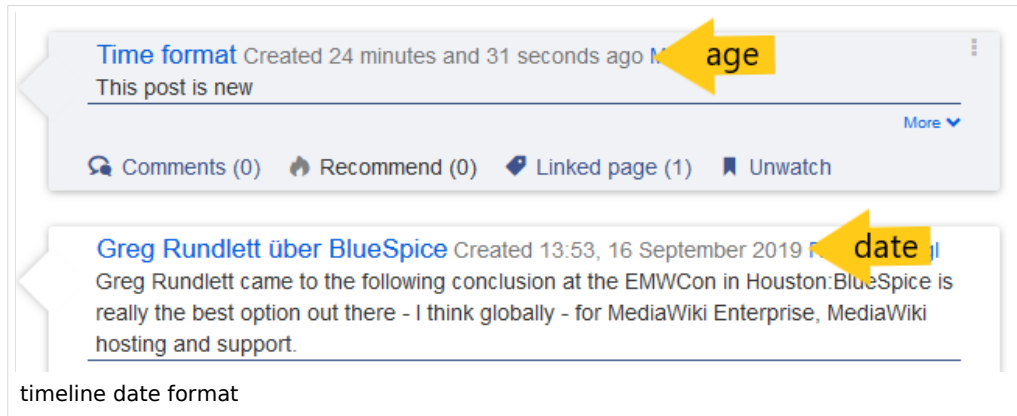 Time format Created 24 minutes and 31 seconds ago
age
This post is new
More
Comments (0) Recommend (0) Linked page (1) Unwatch
Greg Rundlett über BlueSpice Created 13:53, 16 September 2019
date
Greg Rundlett came to the following conclusion at the EMWCon in Houston:BlueSpice is
really the best option out there - I think globally - for MediaWiki Enterprise, MediaWiki
hosting and support.
timeline date format